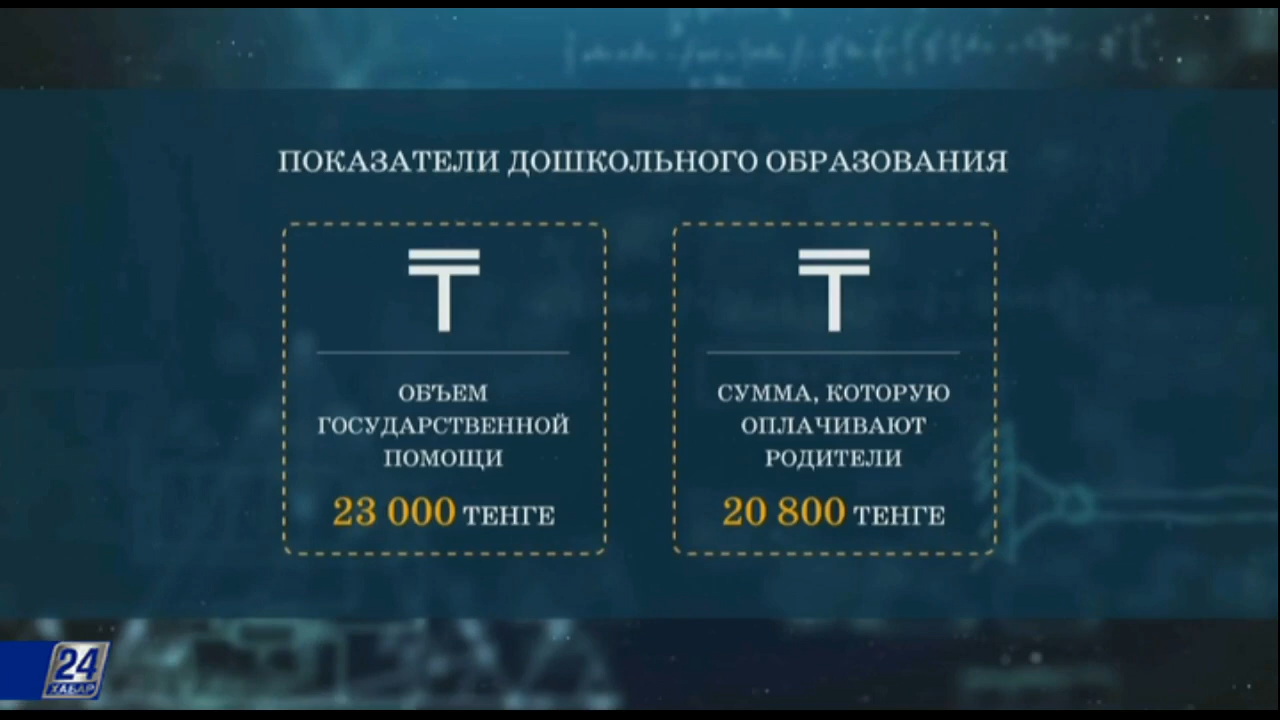 ПОКАЗАТЕЛИ ДОШКОЛЬНОГО ОБРАЗОВАНИЯ
₸
ОБЪЕМ
ГОСУДАРСТВЕННОЙ
ПОМОЩИ
23 000 ТЕНГЕ
₸
СУММА, КОТОРУЮ
ОПЛАЧИВАЮТ
РОДИТЕЛИ
20 800 ТЕНГЕ
24
ХАБАР